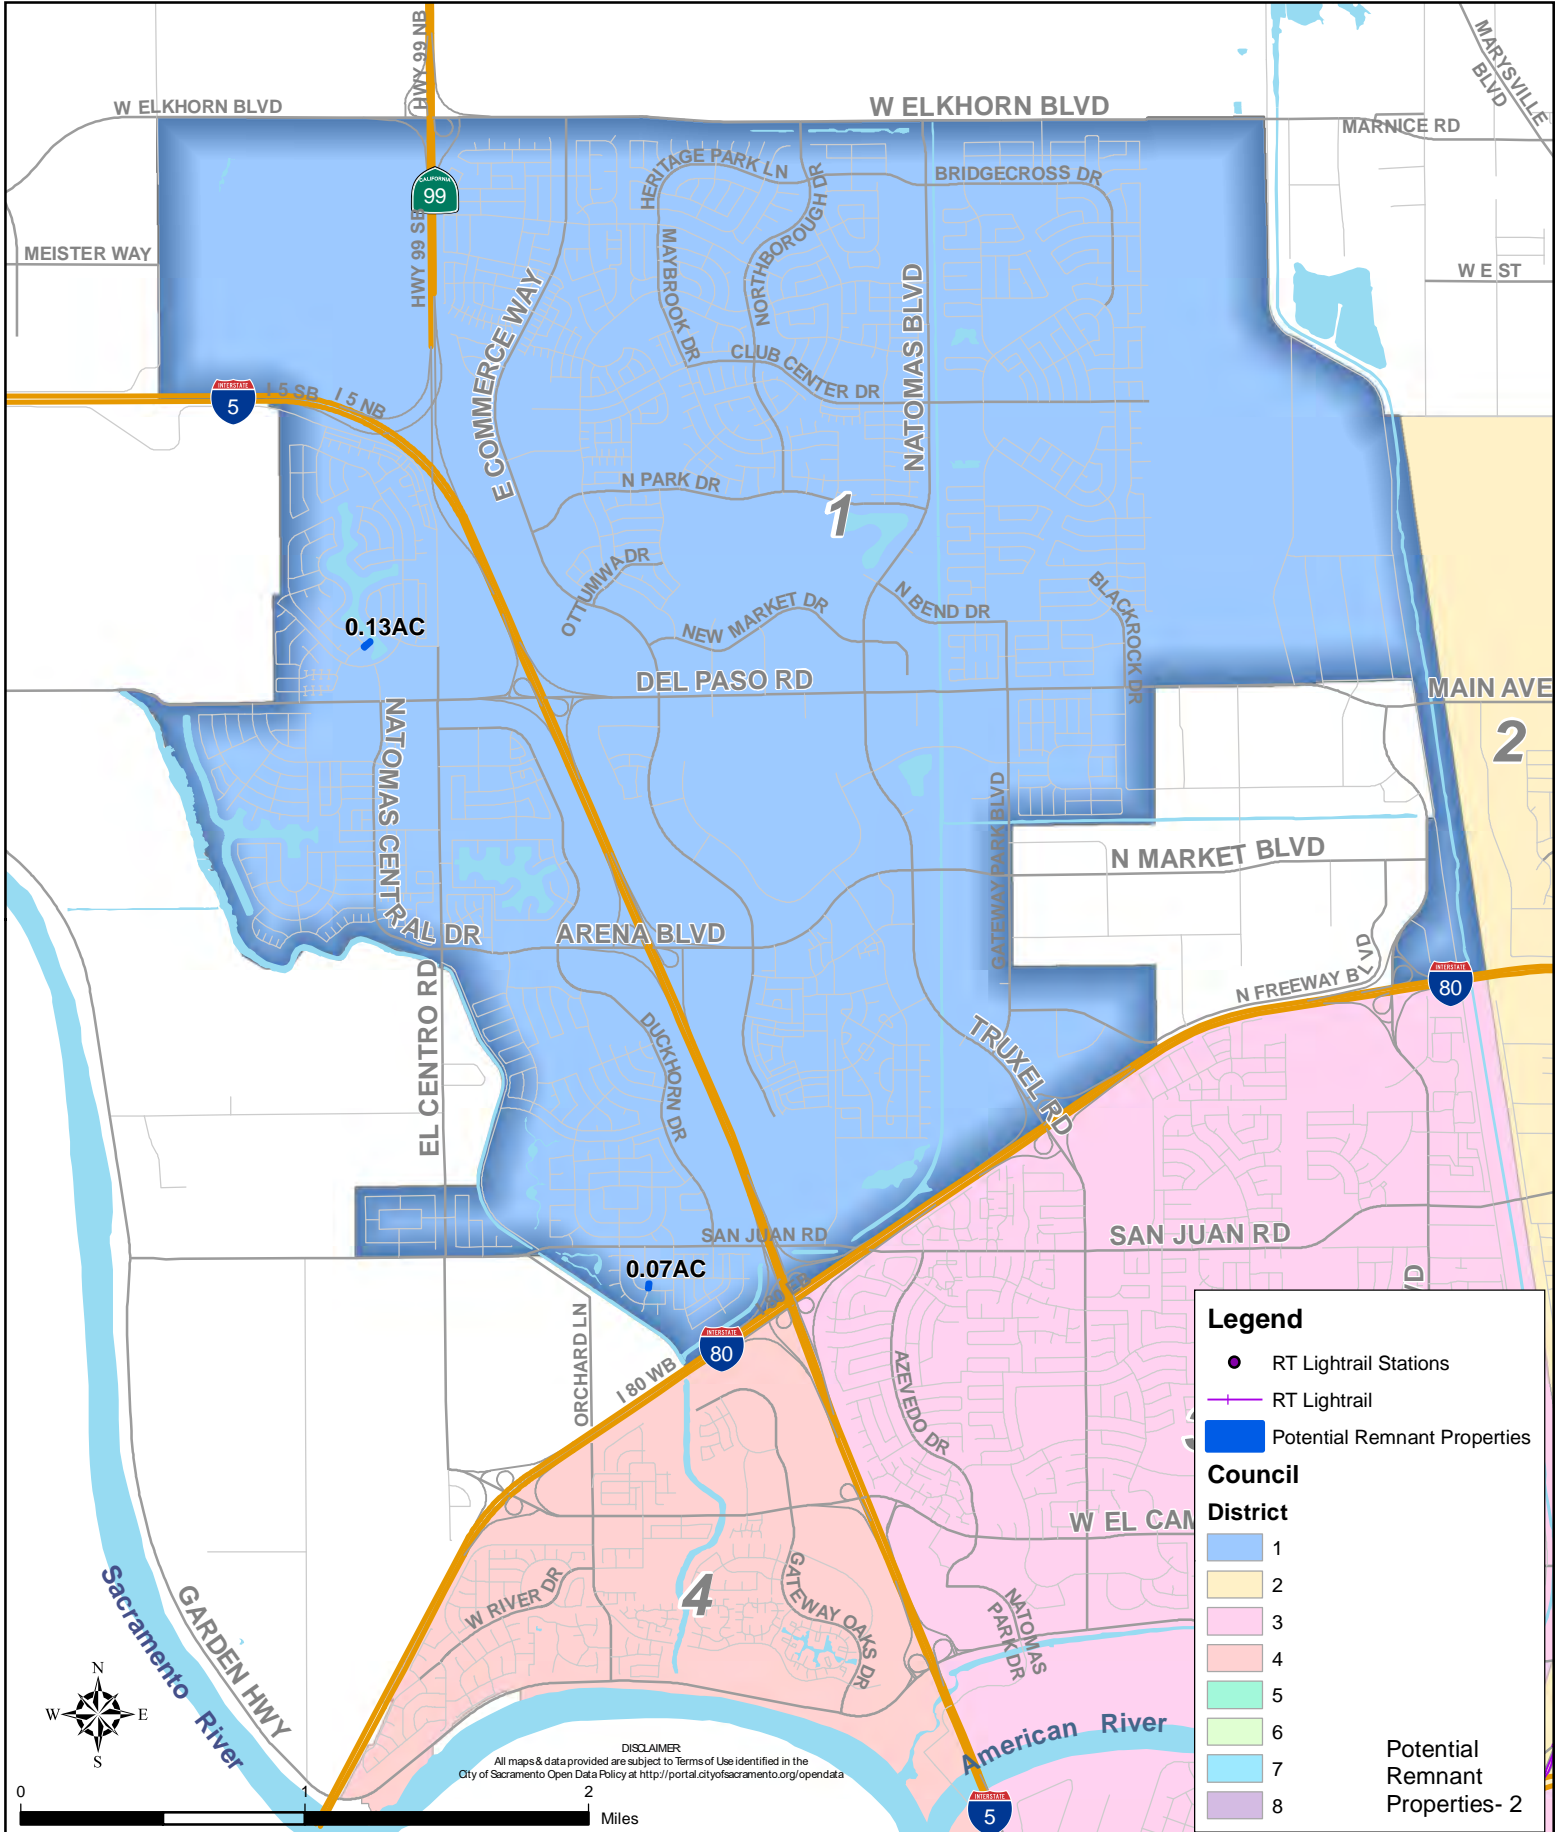 HWY 99 NB
MARYSVILLE
BLVD
W ELKHORN BLVD
W ELKHORN BLVD
MARNICE RD
HERITAGE PARK LN
BRIDGECROSS DR
CALIFORNIA
99
NORTHBOROUGH DR
HWY 99 SB
MAYBROOK DR
MEISTER WAY
W E ST
E COMMERCE WAY
NATOMAS BLVD
CLUB CENTER DR
INTERSTATE
5
I 5 SB
I 5 NB
N PARK DR
1
OTTUMWA DR
NEW MARKET DR
N BEND DR
BLACKROCK DR
0.13AC
DEL PASO RD
MAIN AVE
2
NATOMAS CENTRAL DR
GATEWAY PARK BLVD
N MARKET BLVD
ARENA BLVD
EL CENTRO RD
N FREEWAY BLVD
INTERSTATE
80
DUCKHORN DR
TRUXEL RD
SAN JUAN RD
SAN JUAN RD
0.07AC
ORCHARD LN
I 80 WB
INTERSTATE
80
AZEVEDO DR
W EL CAM
4
W RIVER DR
GATEWAY OAKS DR
NATOMAS
PARK DR
Sacramento River
GARDEN HWY
American River
INTERSTATE
5
N
W E
S
0 1 2
Miles
DISCLAIMER:
All maps & data provided are subject to Terms of Use identified in the
City of Sacramento Open Data Policy at http://portal.cityofsacramento.org/opendata
Legend
RT Lightrail Stations
RT Lightrail
Potential Remnant Properties
Council
District
1
2
3
4
5
6
7
8
Potential
Remnant
Properties- 2